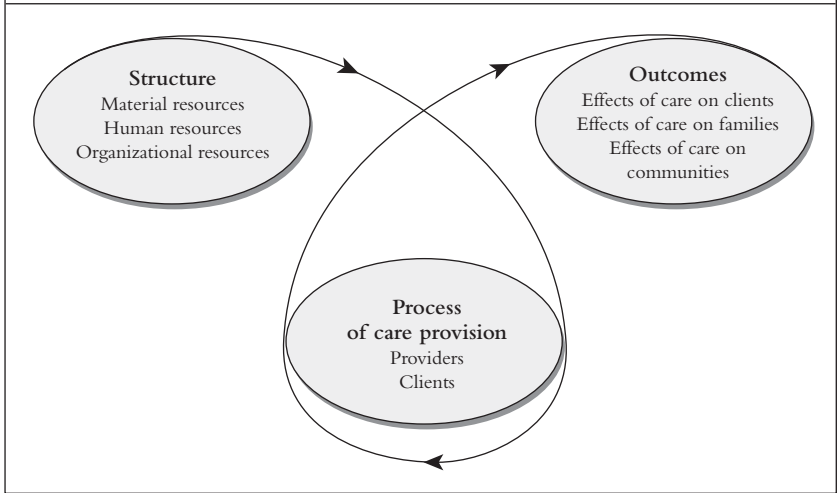 Structure
Material resources
Human resources
Organizational resources
Outcomes
Effects of care on clients
Effects of care on families
Effects of care on
communities
Process
of care provision
Providers
Clients